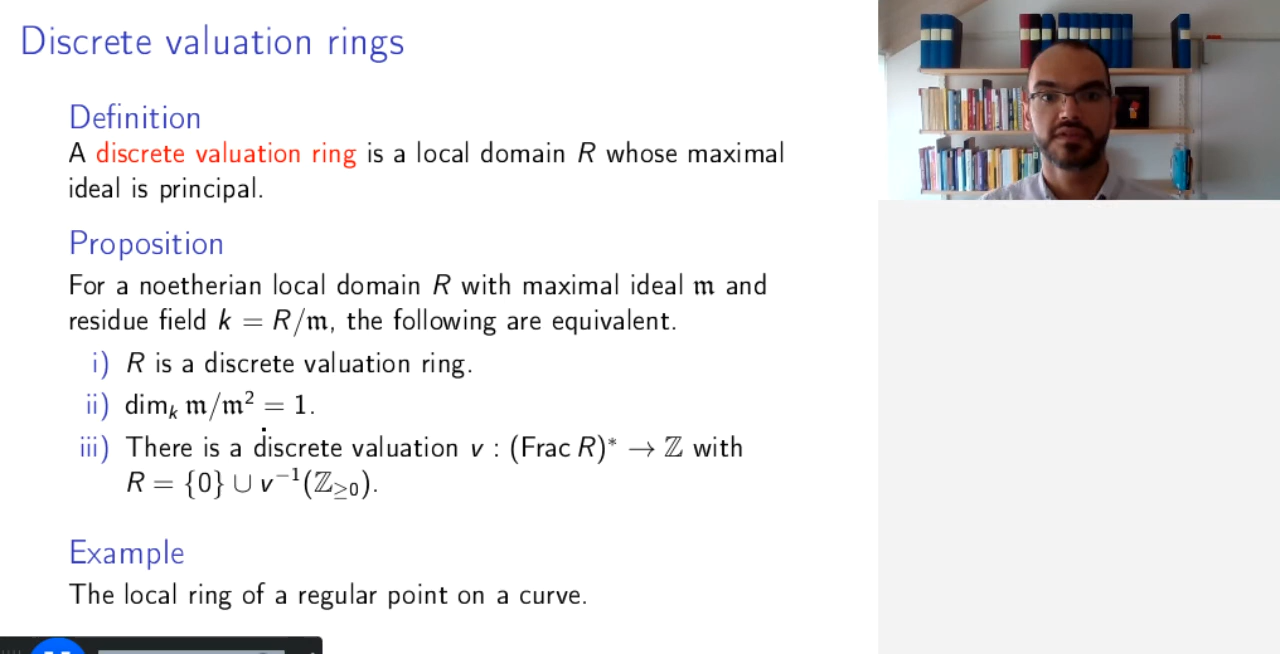 Discrete valuation rings
Definition
A discrete valuation ring is a local domain R whose maximal
ideal is principal.
Proposition
For a noetherian local domain R with maximal ideal 𝔪 and
residue field k = R/𝔪, the following are equivalent.
i) R is a discrete valuation ring.
ii) dimₖ 𝔪/𝔪² = 1.
iii) There is a discrete valuation v : (Frac R)* → ℤ with
R = {0} ∪ v⁻¹(ℤ≥0).
Example
The local ring of a regular point on a curve.